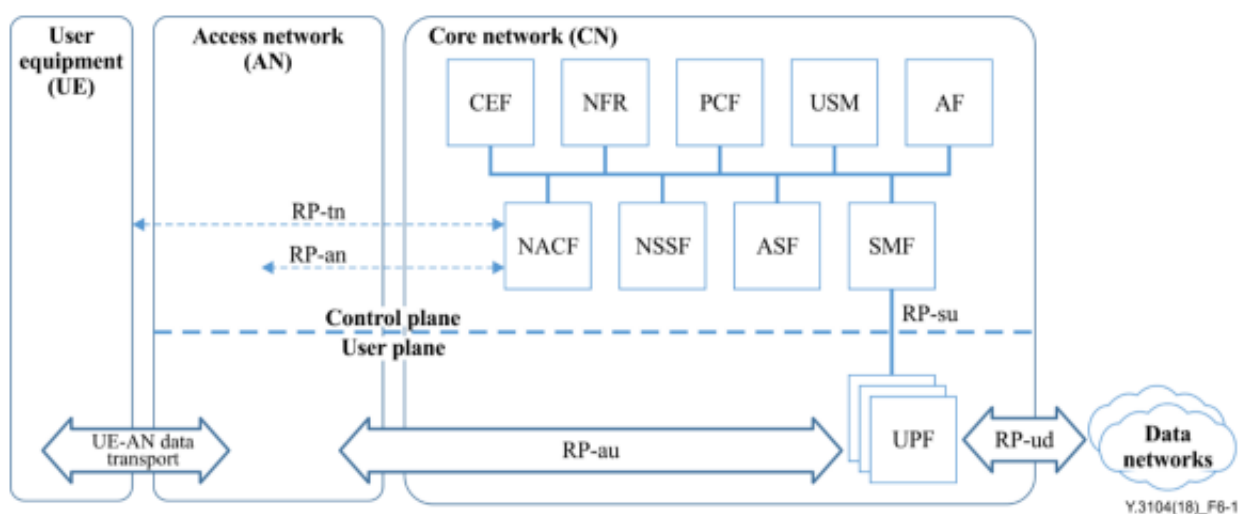 User
equipment
(UE)
Access network
(AN)
Core network (CN)
CEF
NFR
PCF
USM
AF
RP-tn
RP-an
NACF
NSSF
ASF
SMF
Control plane
RP-su
User plane
UE-AN data
transport
RP-au
UPF
RP-ud
Data
networks
Y.3104(18)_F6-1